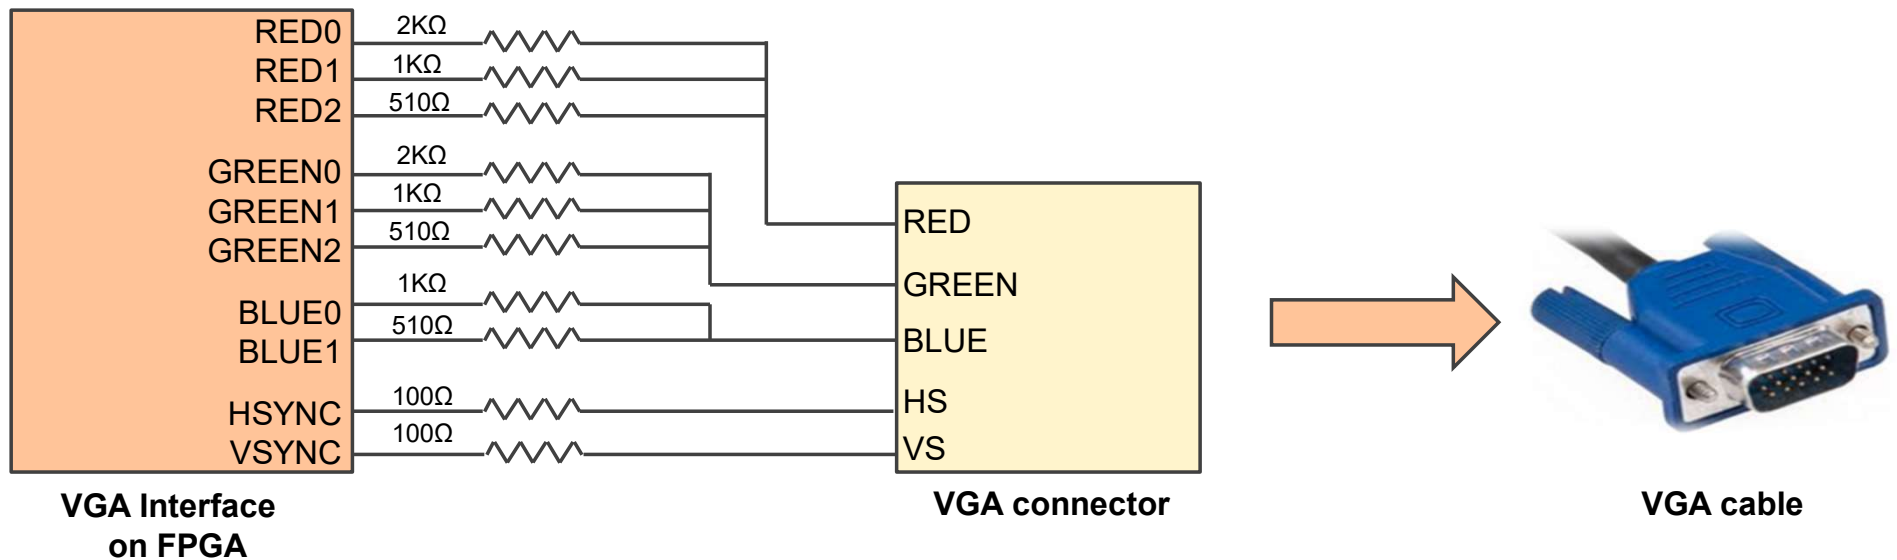 RED0
2KΩ
RED1
1KΩ
RED2
510Ω
GREEN0
2KΩ
GREEN1
1KΩ
GREEN2
510Ω
BLUE0
1KΩ
BLUE1
510Ω
HSYNC
100Ω
VSYNC
100Ω
RED
GREEN
BLUE
HS
VS
VGA Interface
on FPGA
VGA connector
VGA cable